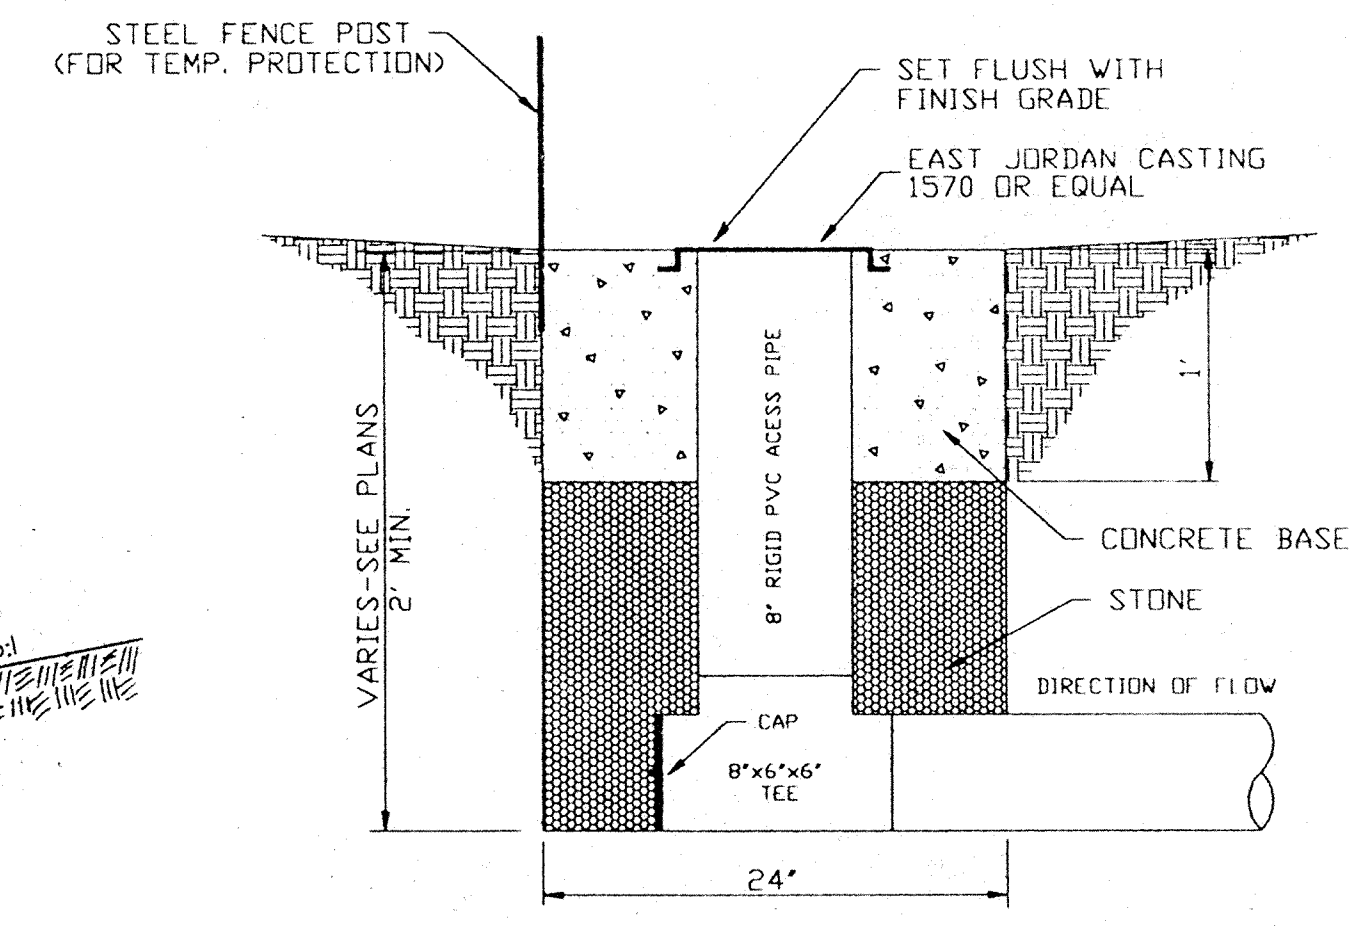 STEEL FENCE POST
(FOR TEMP. PROTECTION)
SET FLUSH WITH
FINISH GRADE
EAST JORDAN CASTING
1570 OR EQUAL
8" RIGID PVC ACESS PIPE
1'
VARIES-SEE PLANS
2' MIN.
CONCRETE BASE
STONE
DIRECTION OF FLOW
CAP
8"x6"x6"
TEE
24"